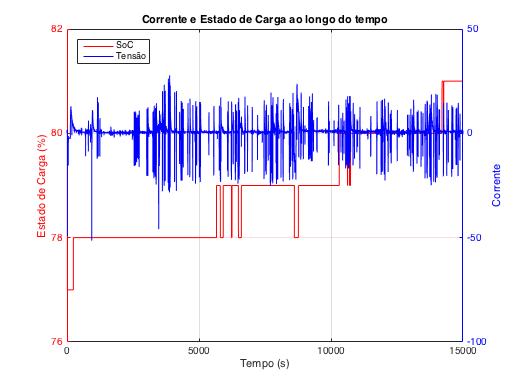 Corrente e Estado de Carga ao longo do tempo
82
50
SoC
Tensão
80
0
Estado de Carga (%)
Corrente
78
-50
76
-100
0
5000
10000
15000
Tempo (s)